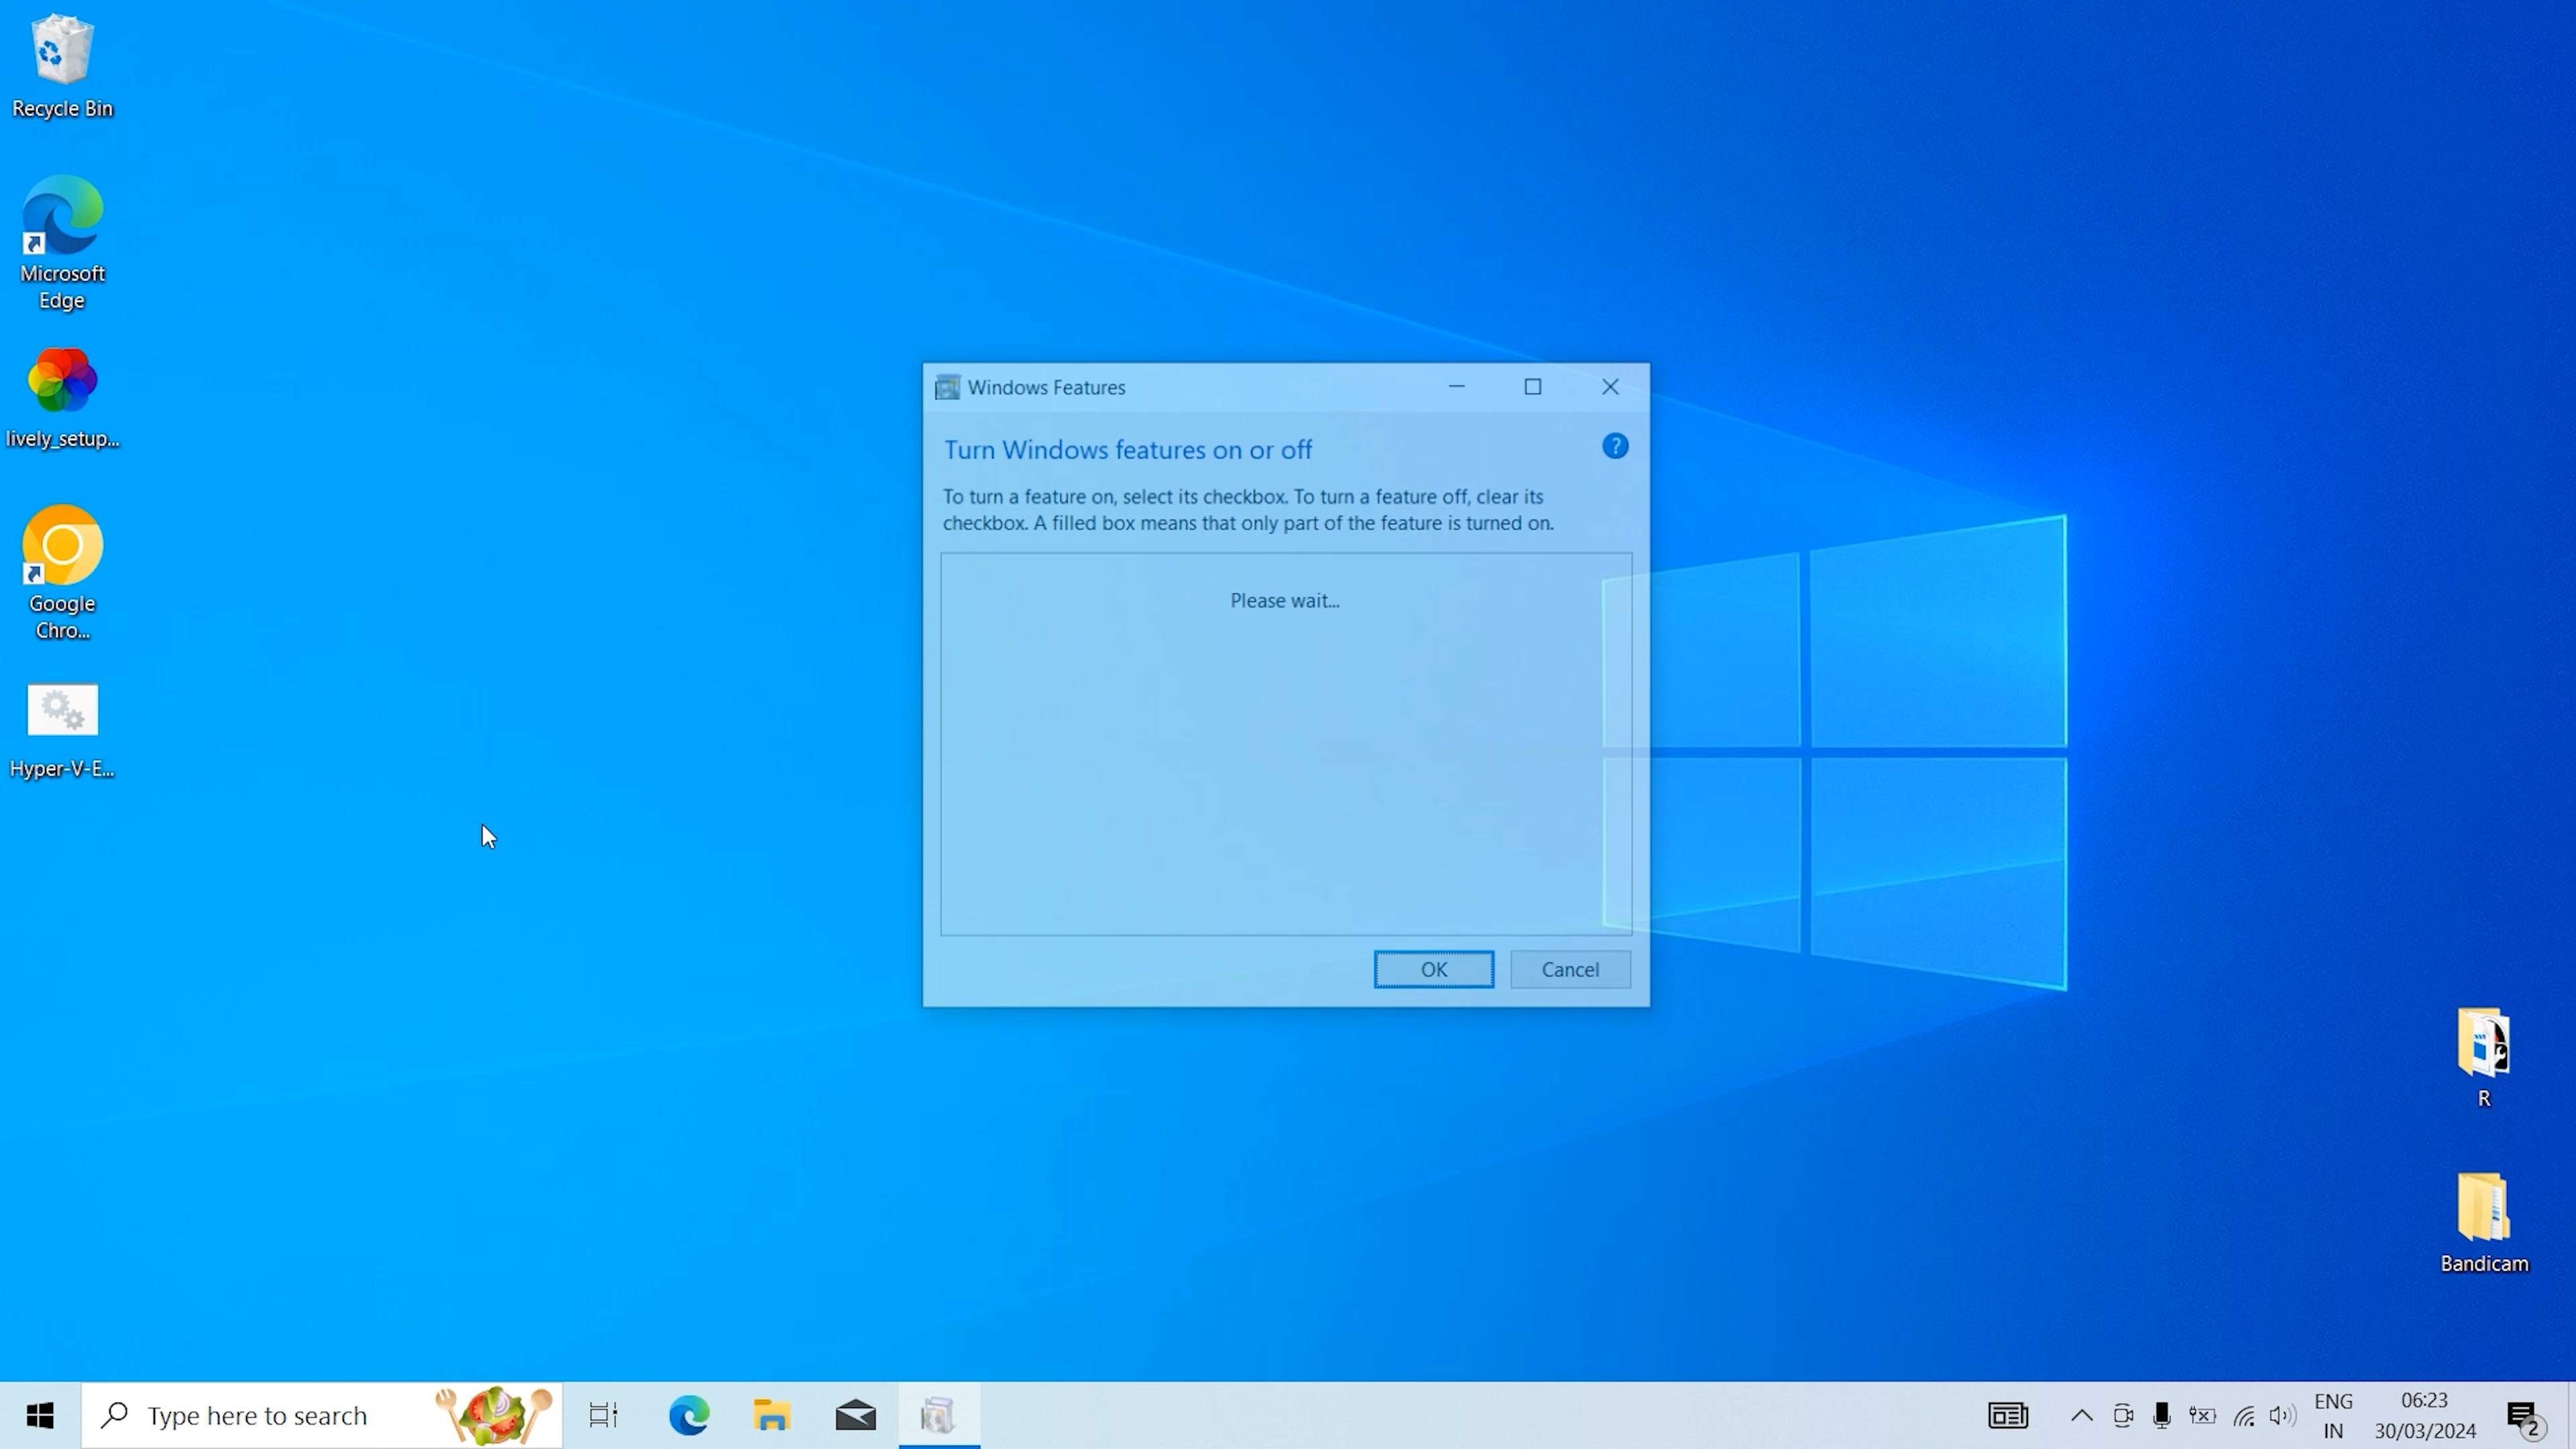 Recycle Bin
Microsoft
Edge
lively_setup...
Google
Chro...
Hyper-V-E...
Windows Features
Turn Windows features on or off
?
To turn a feature on, select its checkbox. To turn a feature off, clear its
checkbox. A filled box means that only part of the feature is turned on.
Please wait...
OK
Cancel
R
Bandicam
Type here to search
ENG
IN
06:23
30/03/2024
2